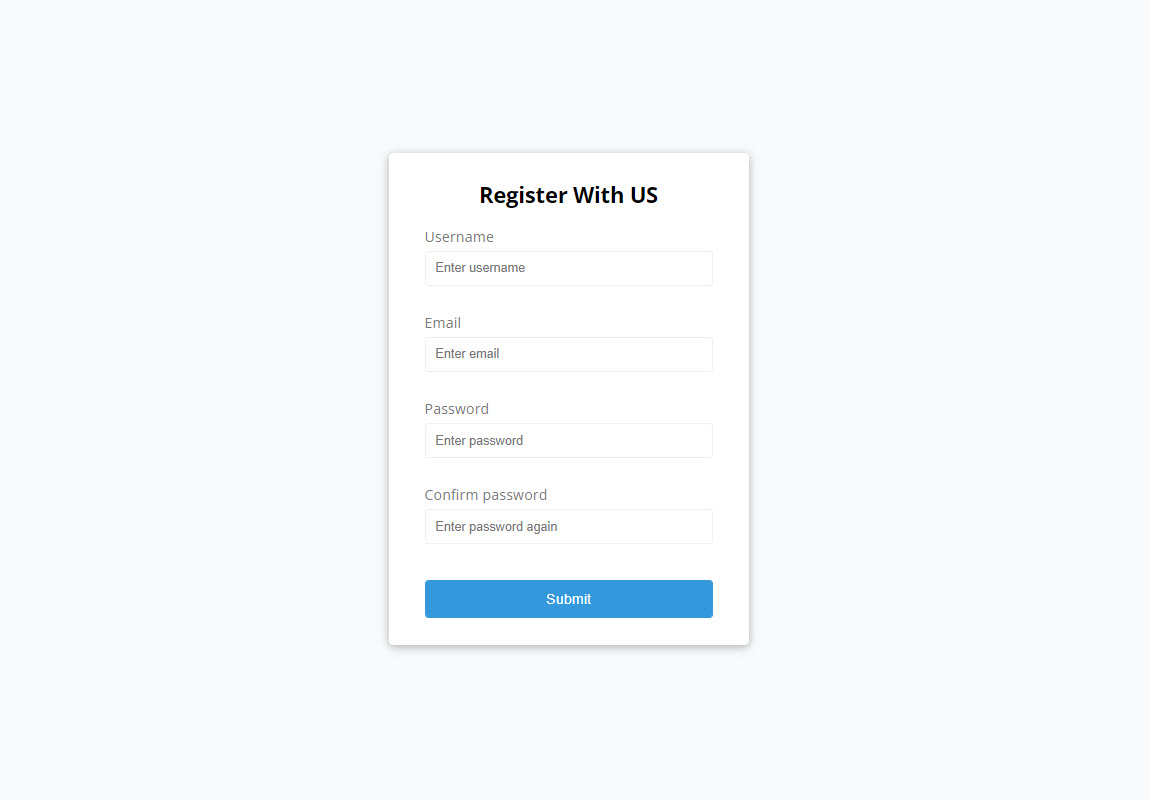 Register With US
Username
Enter username
Email
Enter email
Password
Enter password
Confirm password
Enter password again
Submit